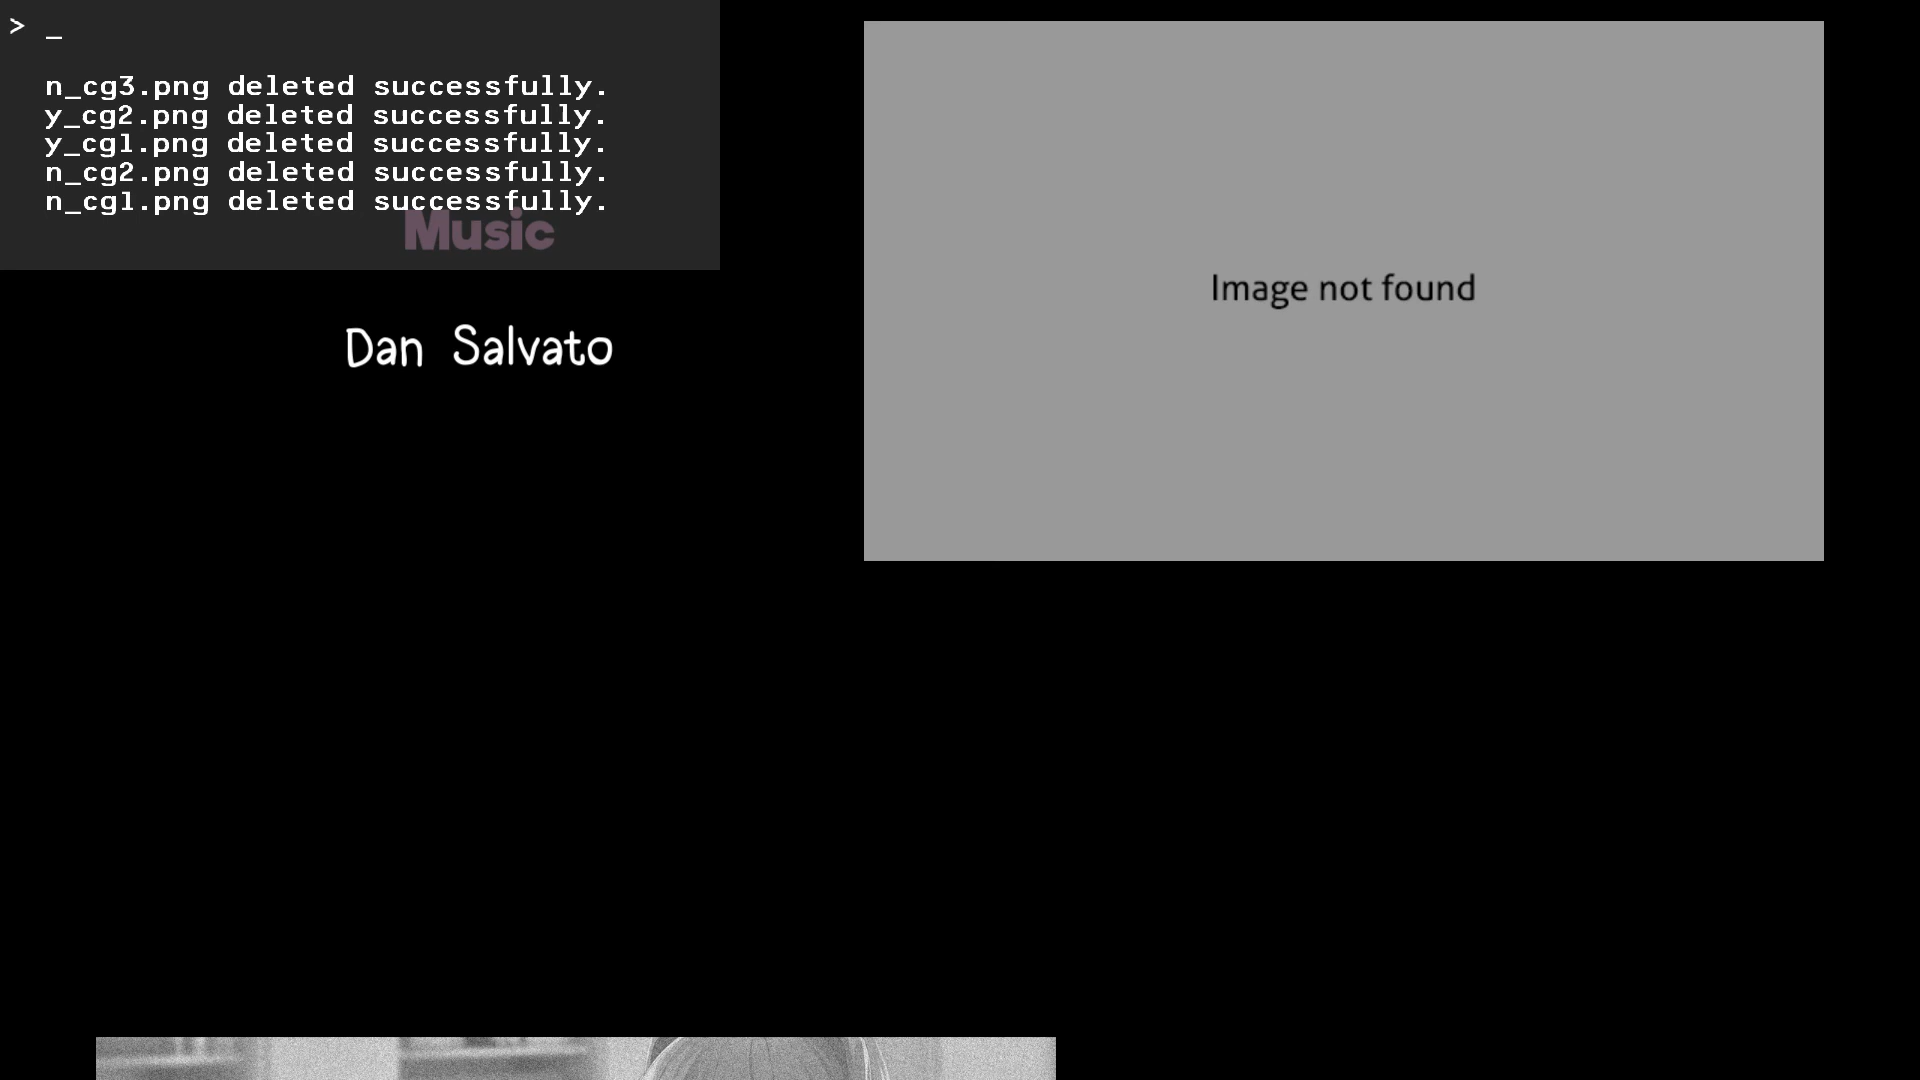 > _
n_cg3.png deleted successfully.
y_cg2.png deleted successfully.
y_cg1.png deleted successfully.
n_cg2.png deleted successfully.
n_cg1.png deleted successfully.
Music
Dan Salvato
Image not found